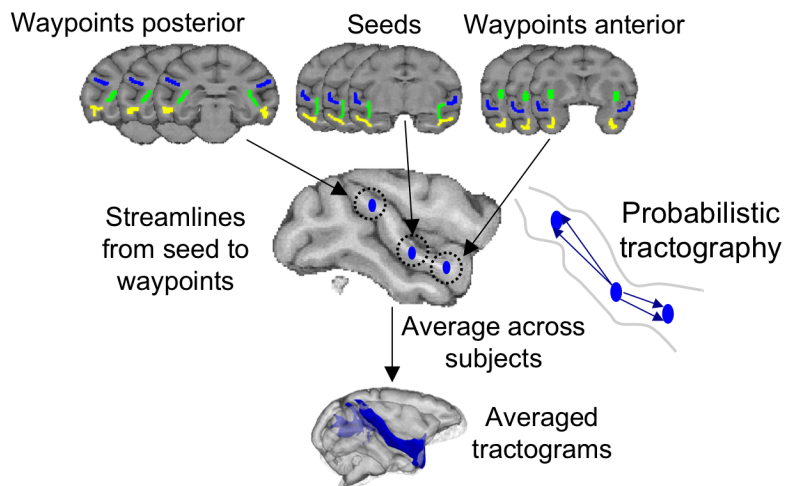 Waypoints posterior
Seeds
Waypoints anterior
Streamlines
from seed to
waypoints
Probabilistic
tractography
Average across
subjects
Averaged
tractograms